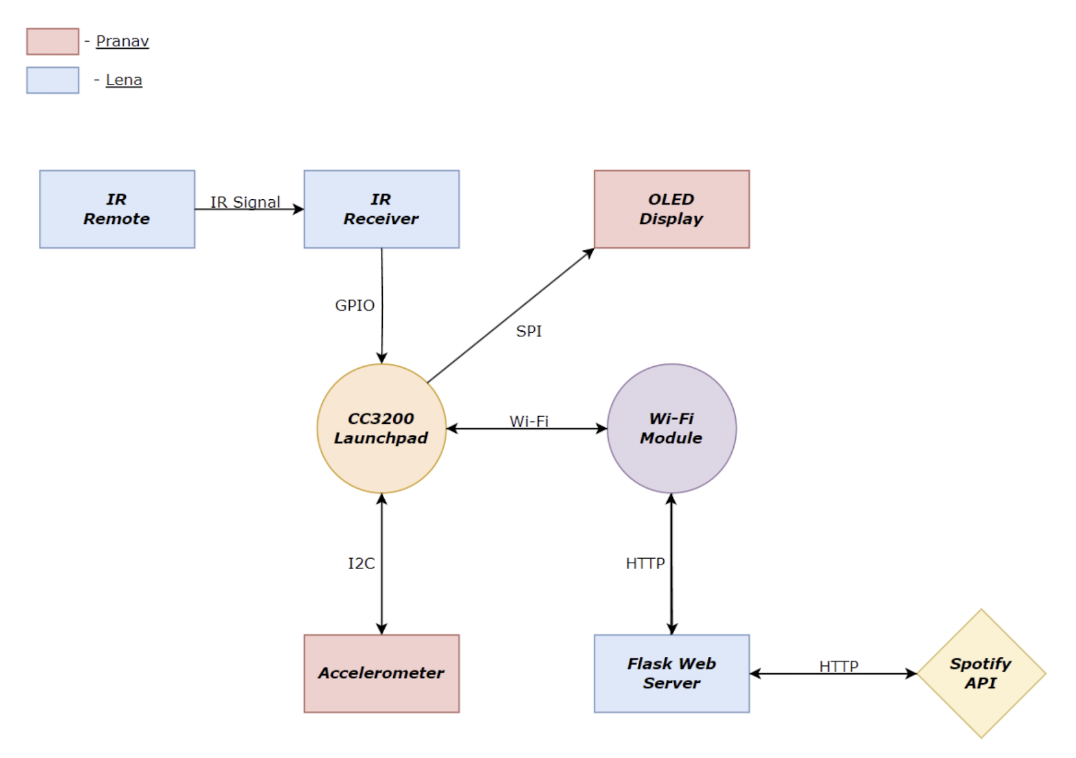 - Pranav
- Lena
IR
Remote
IR Signal
IR
Receiver
OLED
Display
GPIO
SPI
CC3200
Launchpad
Wi-Fi
Wi-Fi
Module
I2C
HTTP
Accelerometer
Flask Web
Server
HTTP
Spotify
API